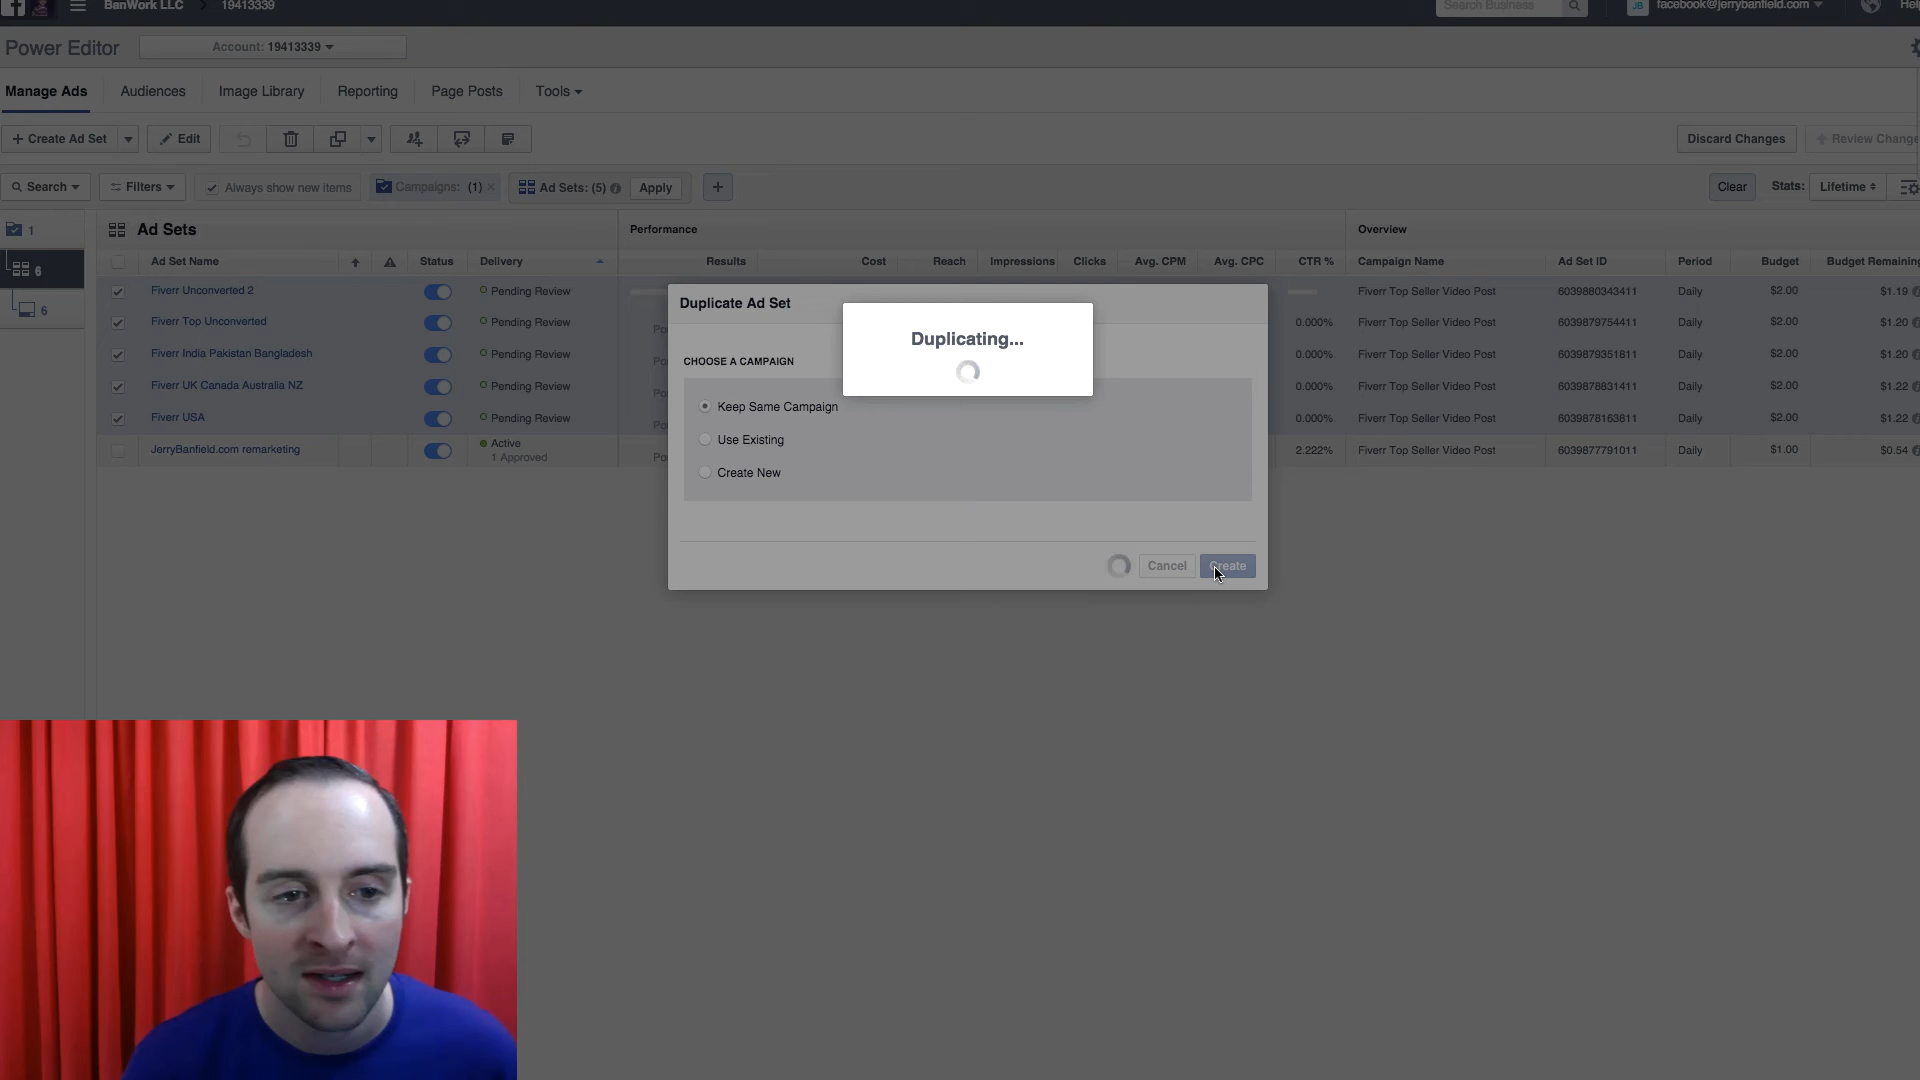 BanWork LLC > 19413339 Search Business JB facebook@jerrybanfield.com Hel
Power Editor Account: 19413339
Manage Ads Audiences Image Library Reporting Page Posts Tools
+ Create Ad Set Edit Discard Changes Review Change
Search Filters Always show new items Campaigns: (1) × Ad Sets: (5) Apply + Clear Stats: Lifetime
1 Ad Sets Performance Overview
6 Ad Set Name Status Delivery Results Cost Reach Impressions Clicks Avg. CPM Avg. CPC CTR % Campaign Name Ad Set ID Period Budget Budget Remaining
Fiverr Unconverted 2 Pending Review Fiverr Top Seller Video Post 6039880343411 Daily $2.00 $1.19
6
Fiverr Top Unconverted Pending Review Po 0.000% Fiverr Top Seller Video Post 6039879754411 Daily $2.00 $1.20
Fiverr India Pakistan Bangladesh Pending Review Po 0.000% Fiverr Top Seller Video Post 6039879351811 Daily $2.00 $1.20
Fiverr UK Canada Australia NZ Pending Review Po 0.000% Fiverr Top Seller Video Post 6039878831411 Daily $2.00 $1.22
Fiverr USA Pending Review Po 0.000% Fiverr Top Seller Video Post 6039878163811 Daily $2.00 $1.22
JerryBanfield.com remarketing Active Po 2.222% Fiverr Top Seller Video Post 6039877791011 Daily $1.00 $0.54
1 Approved
Duplicate Ad Set
Duplicating...
CHOOSE A CAMPAIGN
Keep Same Campaign
Use Existing
Create New
Cancel Create